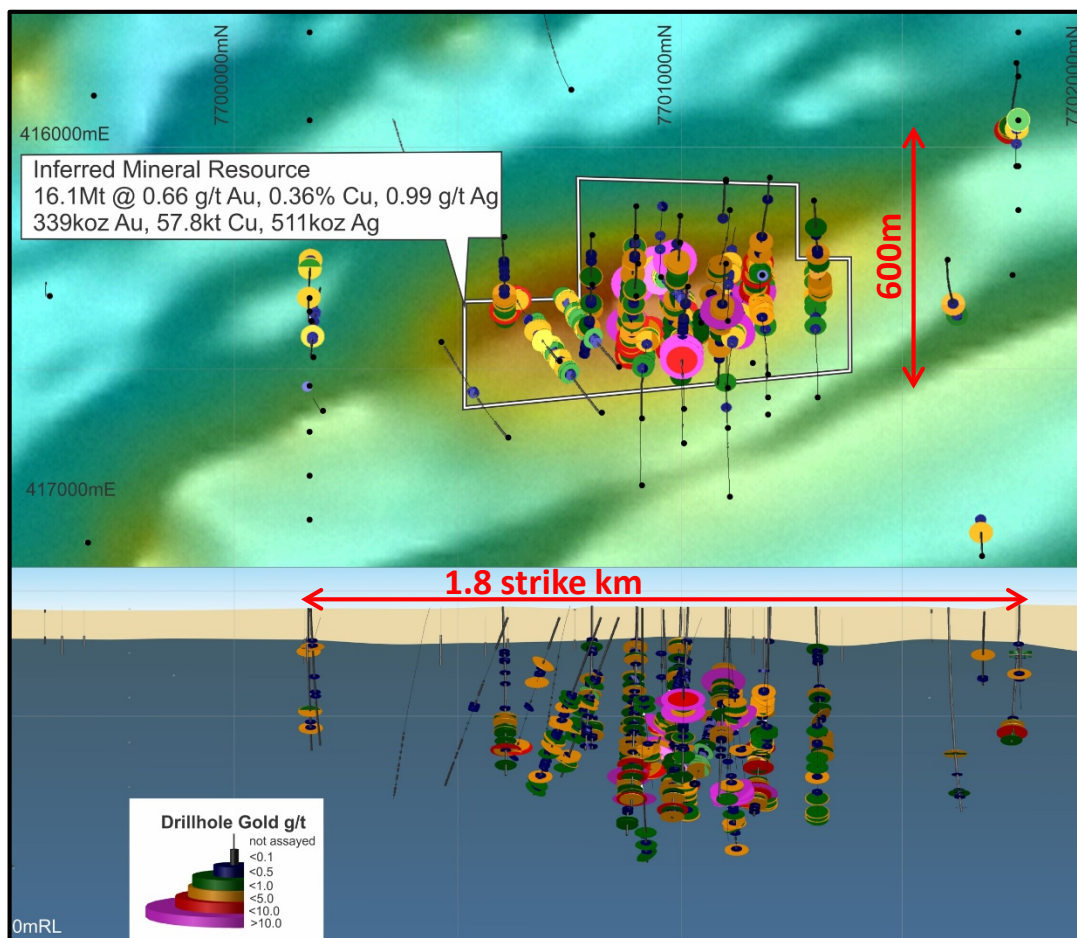 7700000mN
7701000mN
7702000mN
416000mE
Inferred Mineral Resource
16.1Mt @ 0.66 g/t Au, 0.36% Cu, 0.99 g/t Ag
339koz Au, 57.8kt Cu, 511koz Ag
600m
417000mE
1.8 strike km
Drillhole Gold g/t
not assayed
<0.1
<0.5
<1.0
<5.0
<10.0
>10.0
0mRL